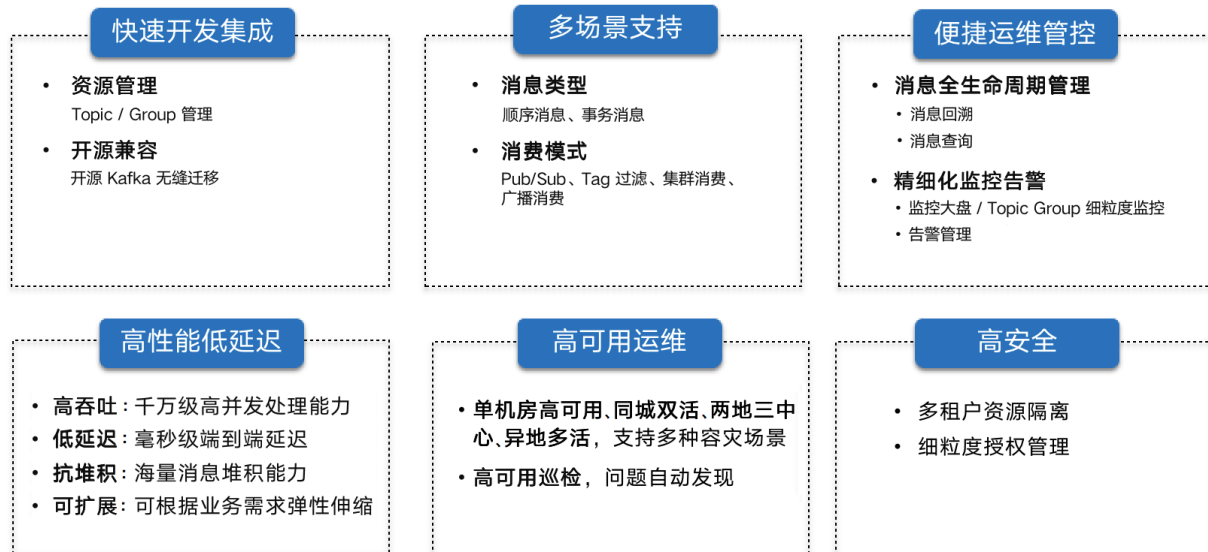 快速开发集成
• 资源管理
Topic / Group 管理
• 开源兼容
开源 Kafka 无缝迁移
多场景支持
• 消息类型
顺序消息、事务消息
• 消费模式
Pub/Sub、Tag 过滤、集群消费、
广播消费
便捷运维管控
• 消息全生命周期管理
• 消息回溯
• 消息查询
• 精细化监控告警
• 监控大盘 / Topic Group 细粒度监控
• 告警管理
高性能低延迟
• 高吞吐：千万级高并发处理能力
• 低延迟：毫秒级端到端延迟
• 抗堆积：海量消息堆积能力
• 可扩展：可根据业务需求弹性伸缩
高可用运维
• 单机房高可用、同城双活、两地三中
心、异地多活，支持多种容灾场景
• 高可用巡检，问题自动发现
高安全
• 多租户资源隔离
• 细粒度授权管理